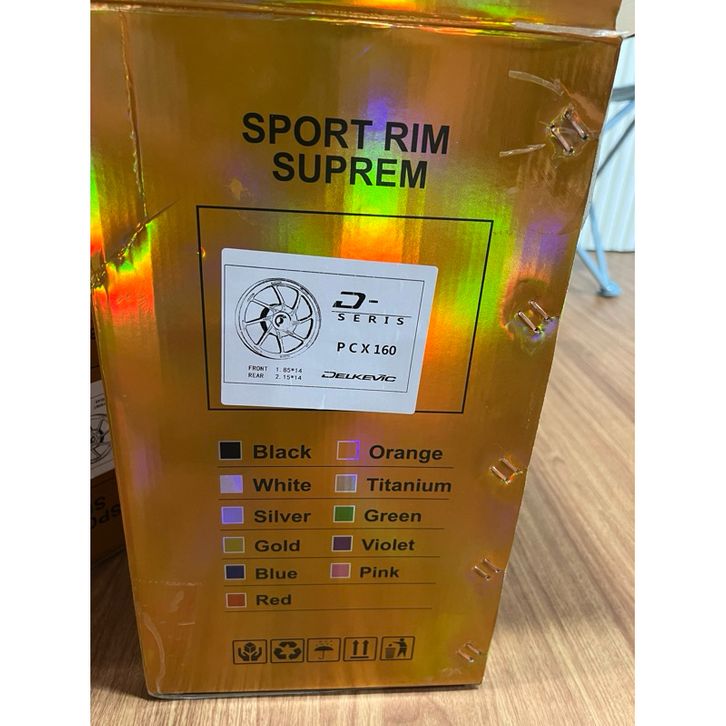 SPORT RIM
SUPREM
D-
SERIS
PCX160
FRONT 1.85*14
REAR 2.15*14
DELKEVIC
Black Orange
White Titanium
Silver Green
Gold Violet
Blue Pink
Red